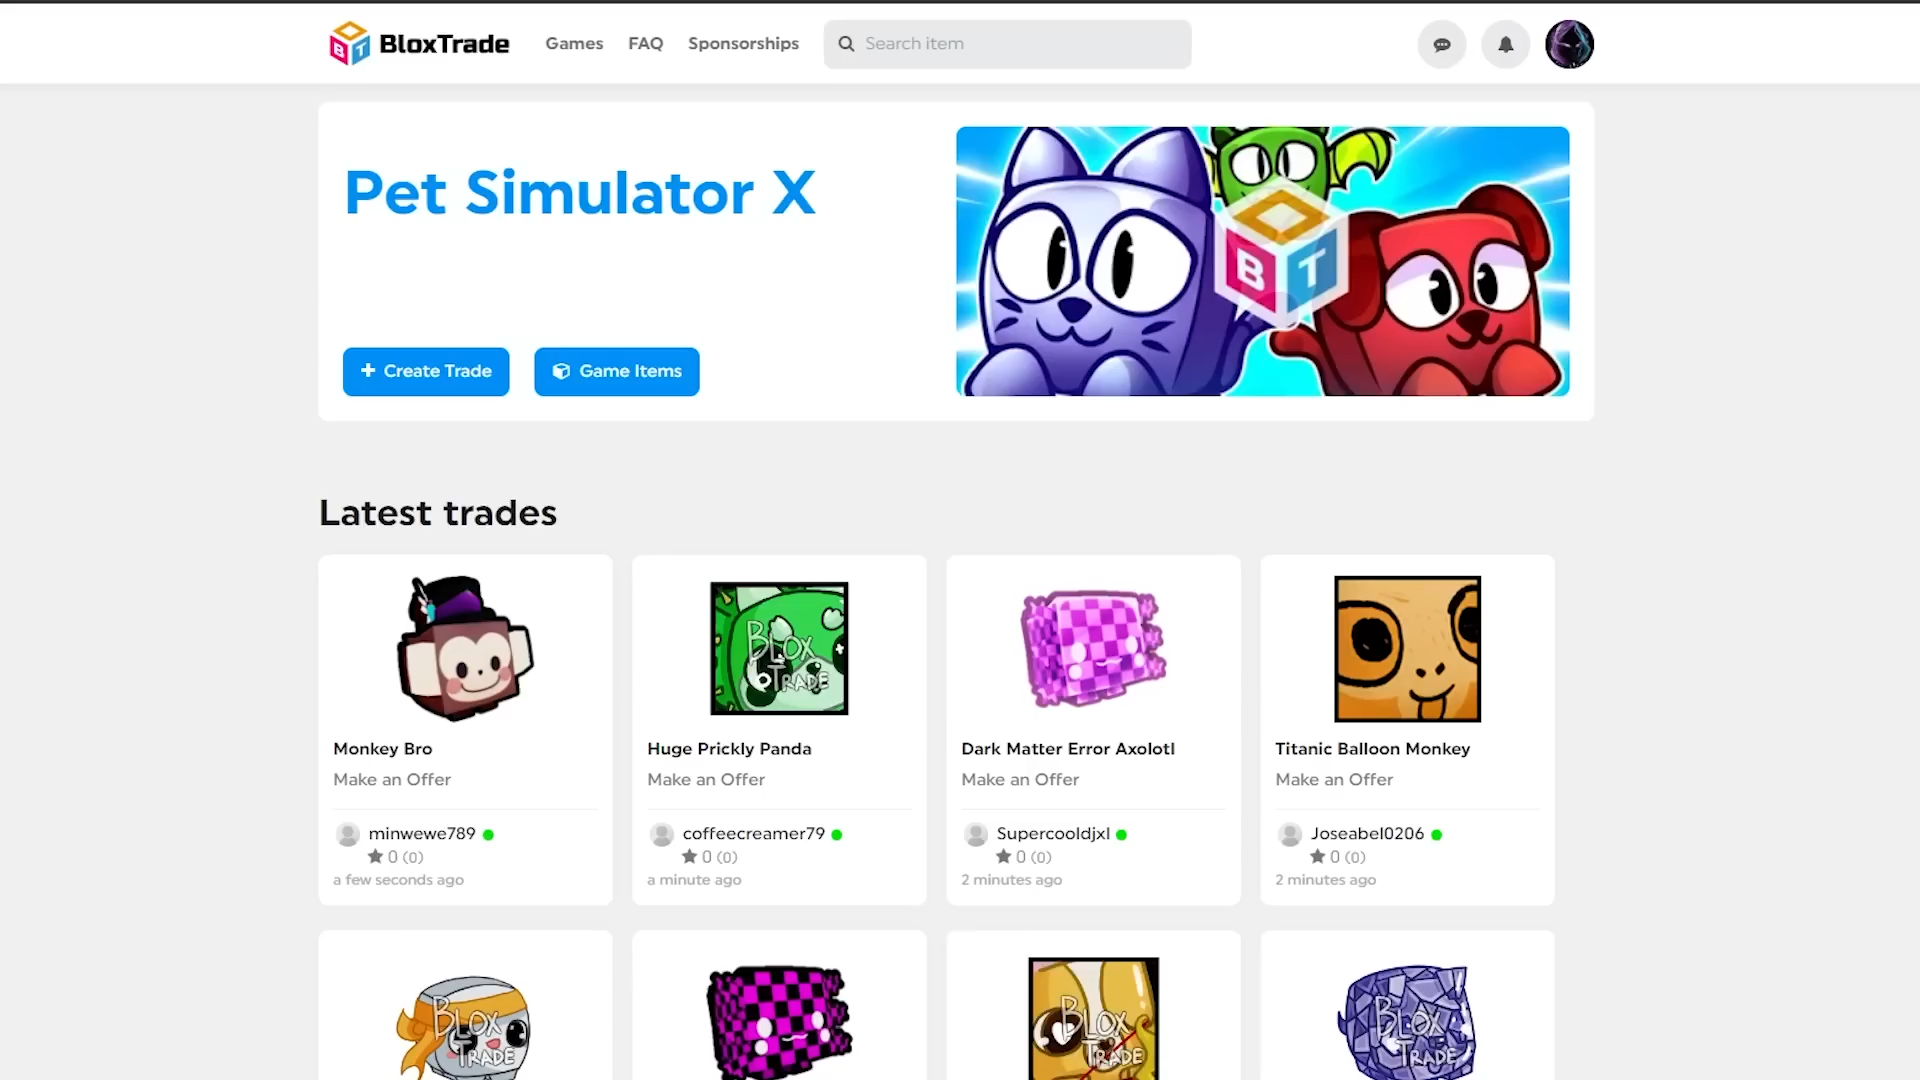 BT BloxTrade Games FAQ Sponsorships Search item
Pet Simulator X
BT
Create Trade Game Items
Latest trades
BLOX TRADE
Monkey Bro
Make an Offer
minwewe789
0 (0)
a few seconds ago
Huge Prickly Panda
Make an Offer
coffeecreamer79
0 (0)
a minute ago
Dark Matter Error Axolotl
Make an Offer
Supercooldjxl
0 (0)
2 minutes ago
Titanic Balloon Monkey
Make an Offer
Joseabel0206
0 (0)
2 minutes ago
BLOX TRADE
BLOX TRADE
BLOX TRADE